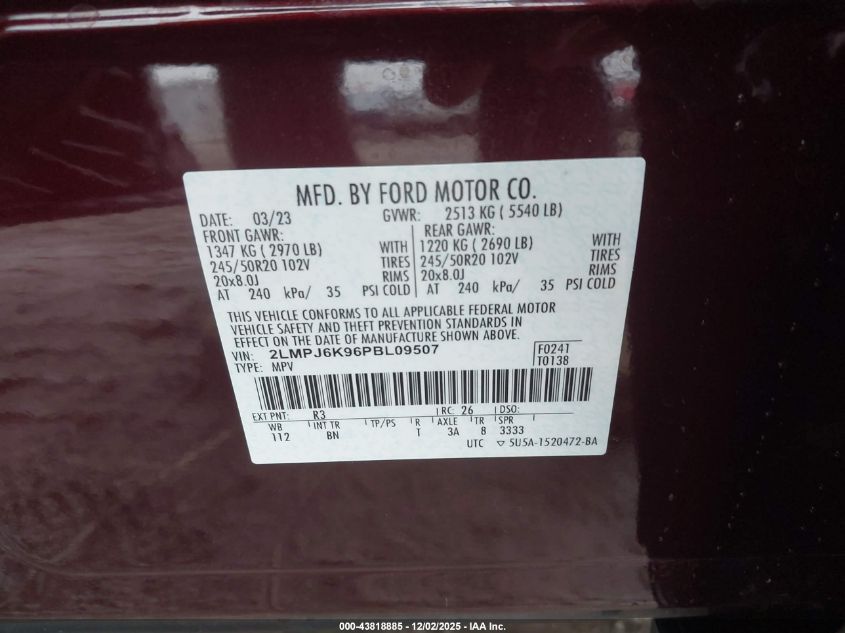 MFD. BY FORD MOTOR CO.
DATE: 03/23 GVWR: 2513 KG ( 5540 LB)
FRONT GAWR: REAR GAWR:
1347 KG ( 2970 LB) WITH 1220 KG ( 2690 LB) WITH
245/50R20 102V TIRES 245/50R20 102V TIRES
20x8.0J RIMS 20x8.0J RIMS
AT 240 kPa/ 35 PSI COLD AT 240 kPa/ 35 PSI COLD
THIS VEHICLE CONFORMS TO ALL APPLICABLE FEDERAL MOTOR
VEHICLE SAFETY AND THEFT PREVENTION STANDARDS IN
EFFECT ON THE DATE OF MANUFACTURE SHOWN ABOVE.
VIN: 2LMPJ6K96PBL09507 F0241
TYPE: MPV T0138
EXT PNT: R3 RC: 26 DSO:
WB INT TR TP/PS R AXLE TR SPR
112 BN T 3A 8 3333
UTC ▽ 5U5A-1520472-BA
000-43818885 - 12/02/2025 - IAA Inc.